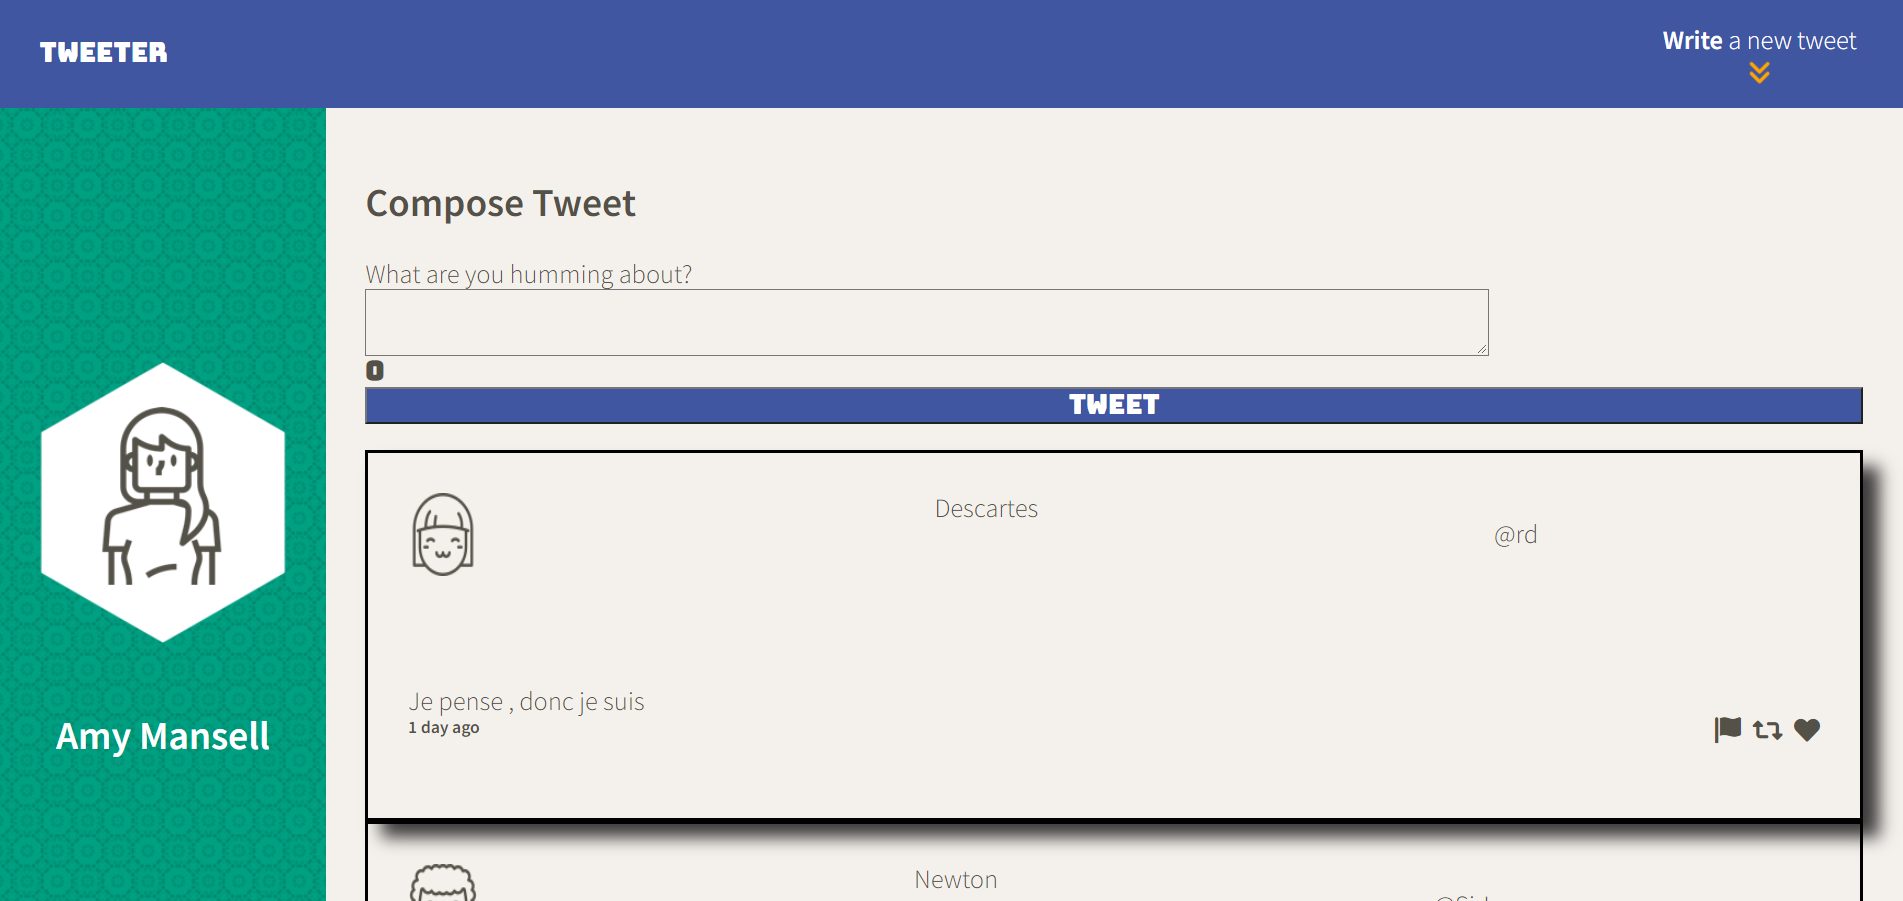 TWEETER
Write a new tweet
Compose Tweet
What are you humming about?
0
TWEET
Descartes
@rd
Je pense , donc je suis
1 day ago
Amy Mansell
Newton